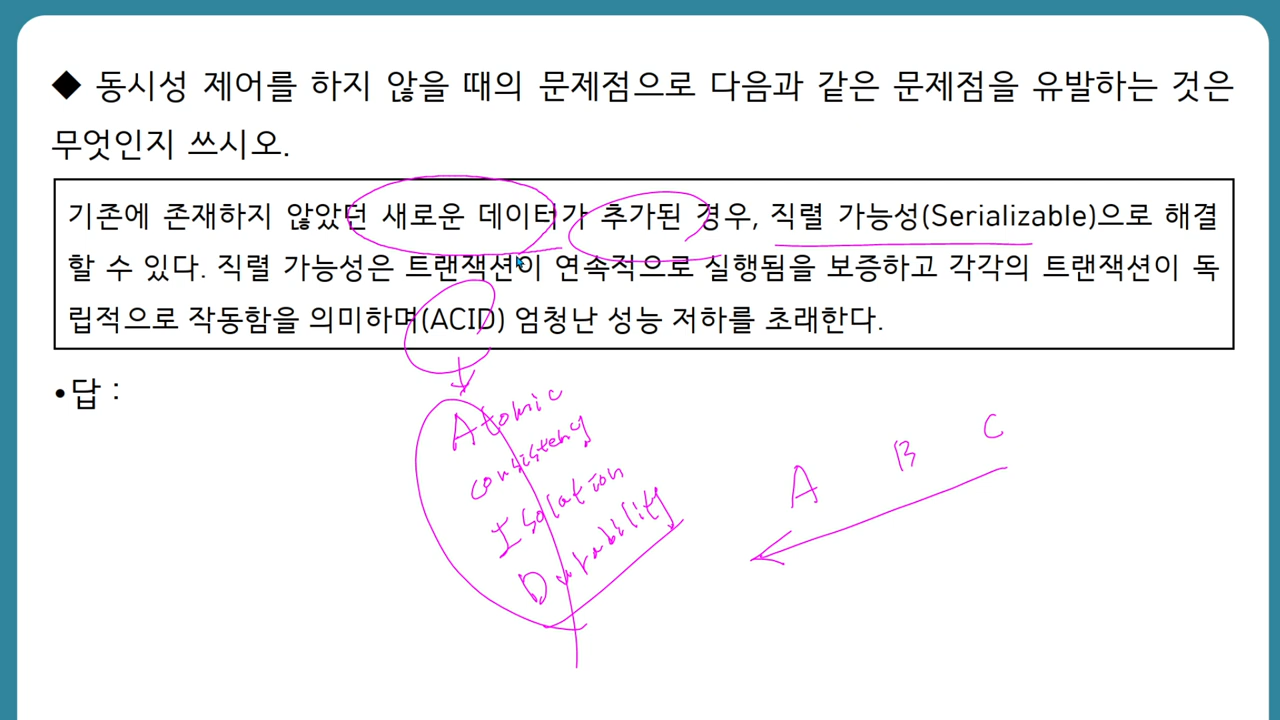 ◆ 동시성 제어를 하지 않을 때의 문제점으로 다음과 같은 문제점을 유발하는 것은
무엇인지 쓰시오.
기존에 존재하지 않았던 새로운 데이터가 추가된 경우, 직렬 가능성(Serializable)으로 해결
할 수 있다. 직렬 가능성은 트랜잭션이 연속적으로 실행됨을 보증하고 각각의 트랜잭션이 독
립적으로 작동함을 의미하며(ACID) 엄청난 성능 저하를 초래한다.
•답 :
Atomic
consistency
Isolation
Durability
A B C